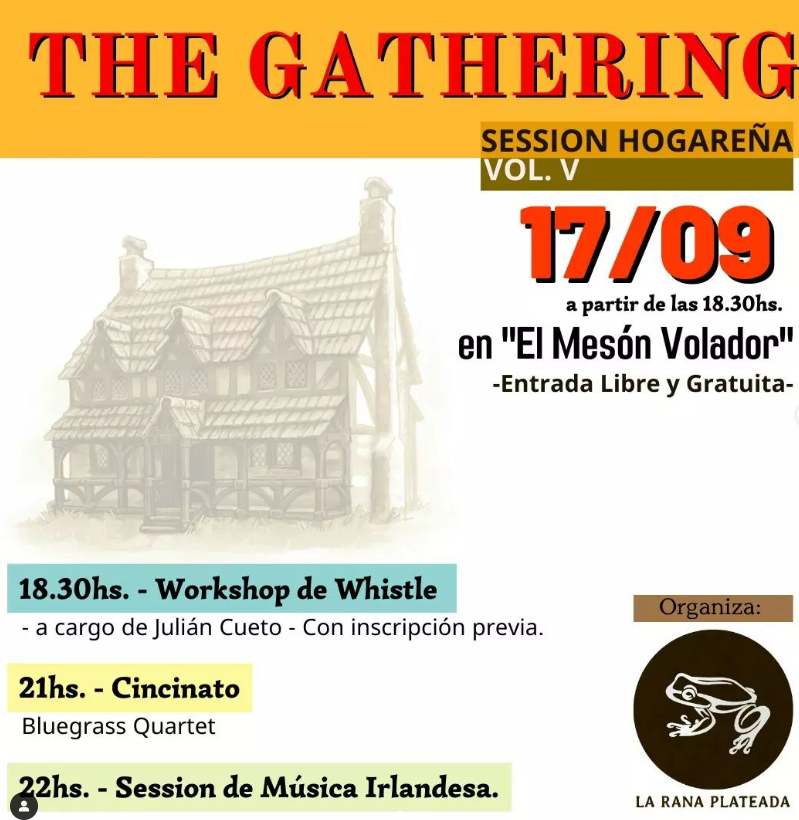 THE GATHERING
SESSION HOGAREÑA
VOL. V
17/09
a partir de las 18.30hs.
en "El Mesón Volador"
-Entrada Libre y Gratuita-
18.30hs. - Workshop de Whistle
- a cargo de Julián Cueto - Con inscripción previa.
21hs. - Cincinato
Bluegrass Quartet
22hs. - Session de Música Irlandesa.
Organiza:
LA RANA PLATEADA